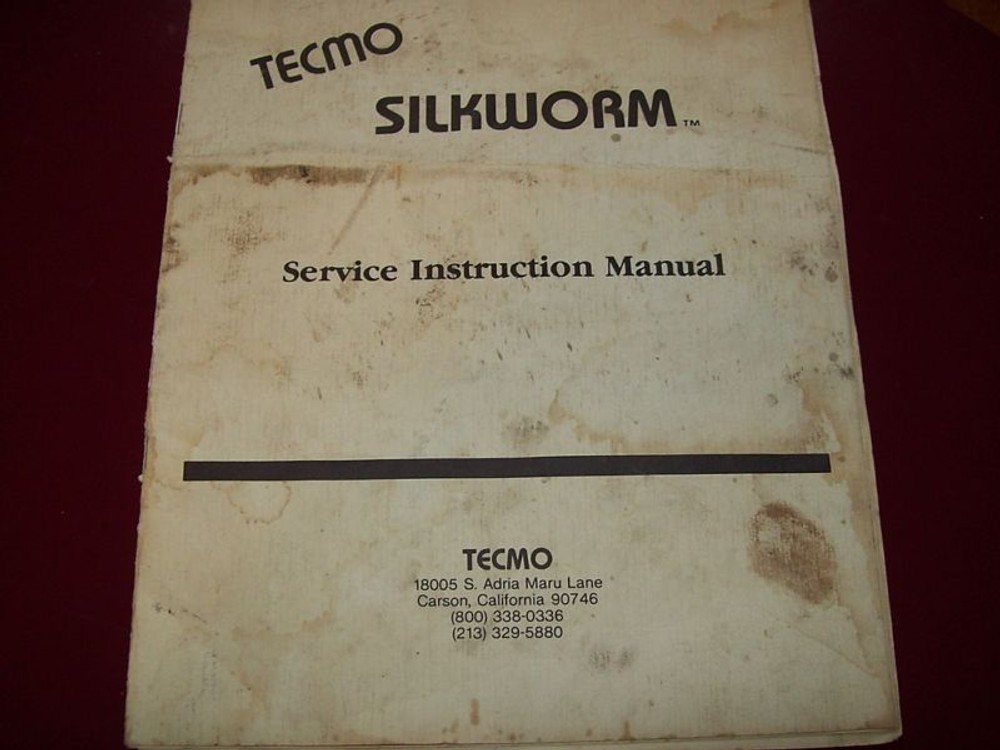 TECMO
SILKWORM™
Service Instruction Manual
TECMO
18005 S. Adria Maru Lane
Carson, California 90746
(800) 338-0336
(213) 329-5880